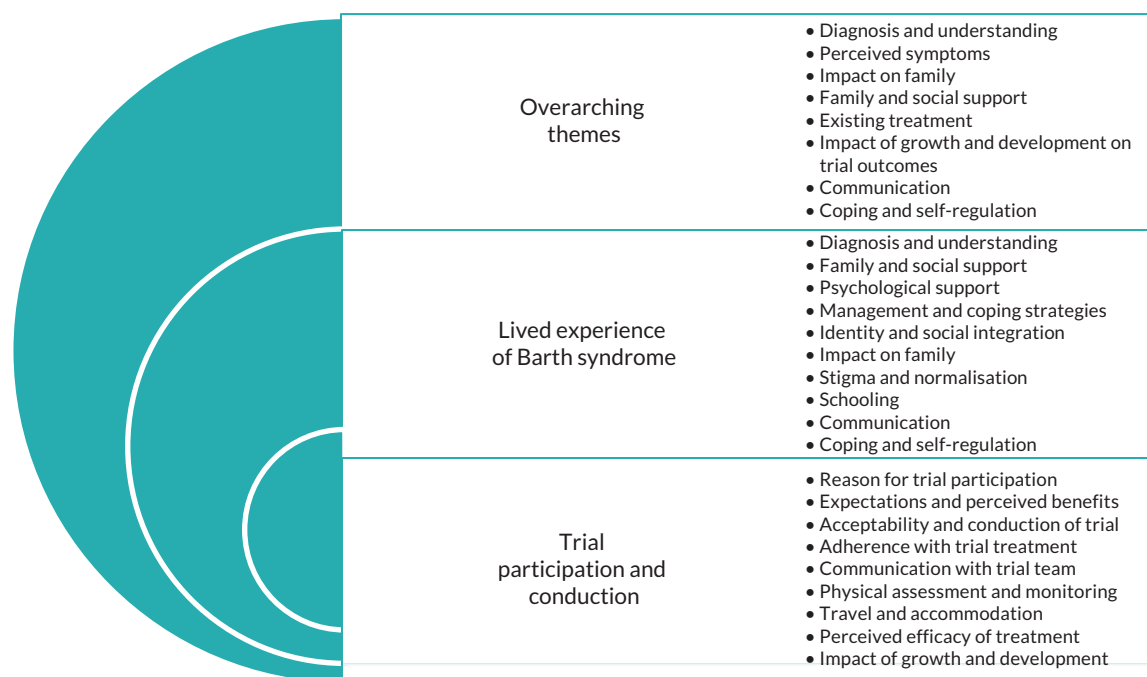 Overarching
themes
• Diagnosis and understanding
• Perceived symptoms
• Impact on family
• Family and social support
• Existing treatment
• Impact of growth and development on
trial outcomes
• Communication
• Coping and self-regulation
Lived experience
of Barth syndrome
• Diagnosis and understanding
• Family and social support
• Psychological support
• Management and coping strategies
• Identity and social integration
• Impact on family
• Stigma and normalisation
• Schooling
• Communication
• Coping and self-regulation
Trial
participation and
conduction
• Reason for trial participation
• Expectations and perceived benefits
• Acceptability and conduction of trial
• Adherence with trial treatment
• Communication with trial team
• Physical assessment and monitoring
• Travel and accommodation
• Perceived efficacy of treatment
• Impact of growth and development